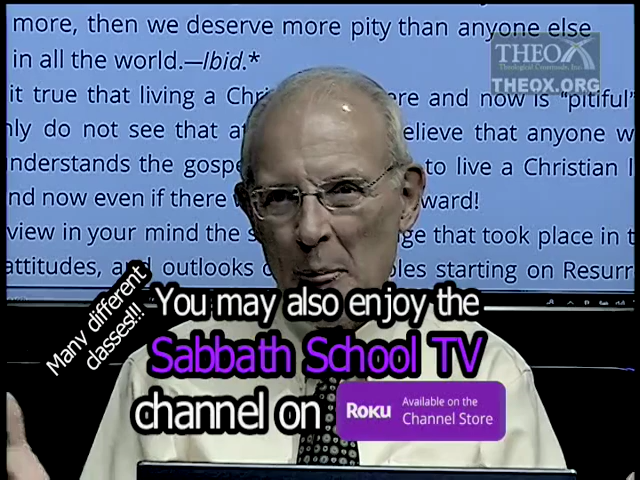 more, then we deserve more pity than anyone else
in all the world.—Ibid.*
THEOX
THEOX.ORG
it true that living a Chri re and now is "pitiful"
nly do not see that a elieve that anyone w
nderstands the gospe to live a Christian l
nd now even if there ward!
view in your mind the s ge that took place in t
attitudes, and outlooks o les starting on Resurr
Many different
classes!!!
You may also enjoy the
Sabbath School TV
channel on
Roku
Available on the
Channel Store